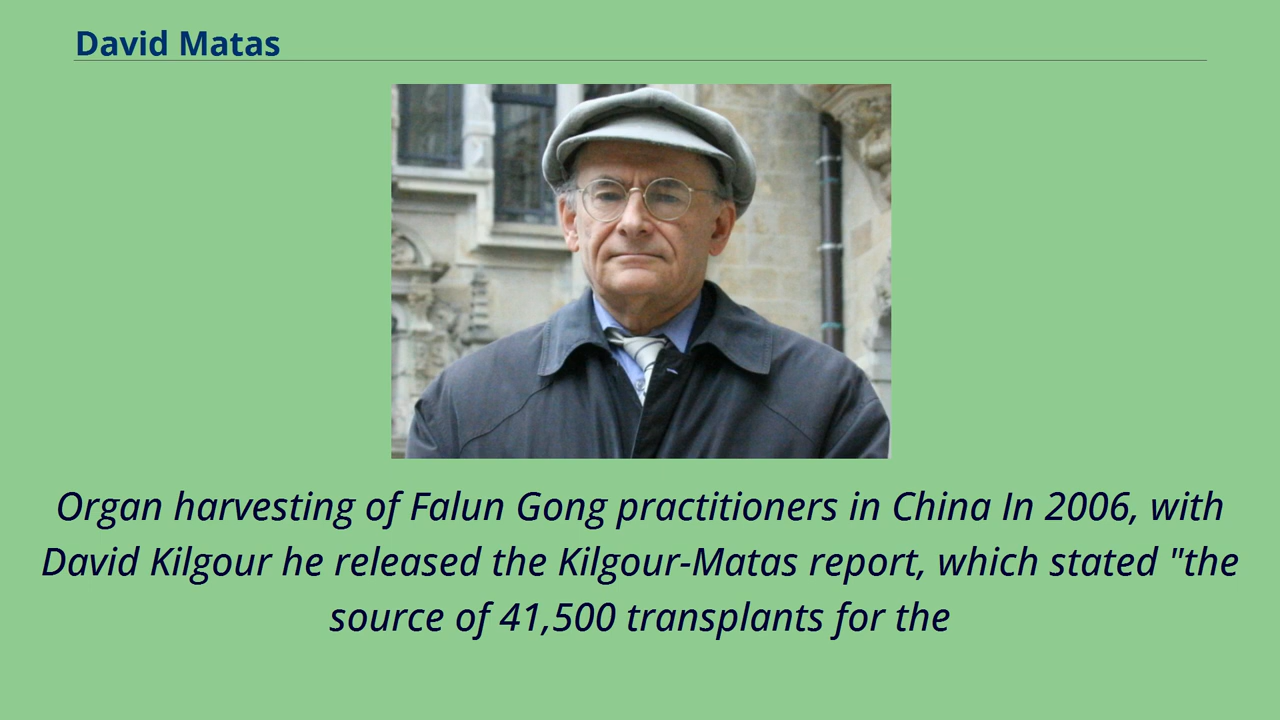 David Matas
Organ harvesting of Falun Gong practitioners in China In 2006, with
David Kilgour he released the Kilgour-Matas report, which stated "the
source of 41,500 transplants for the